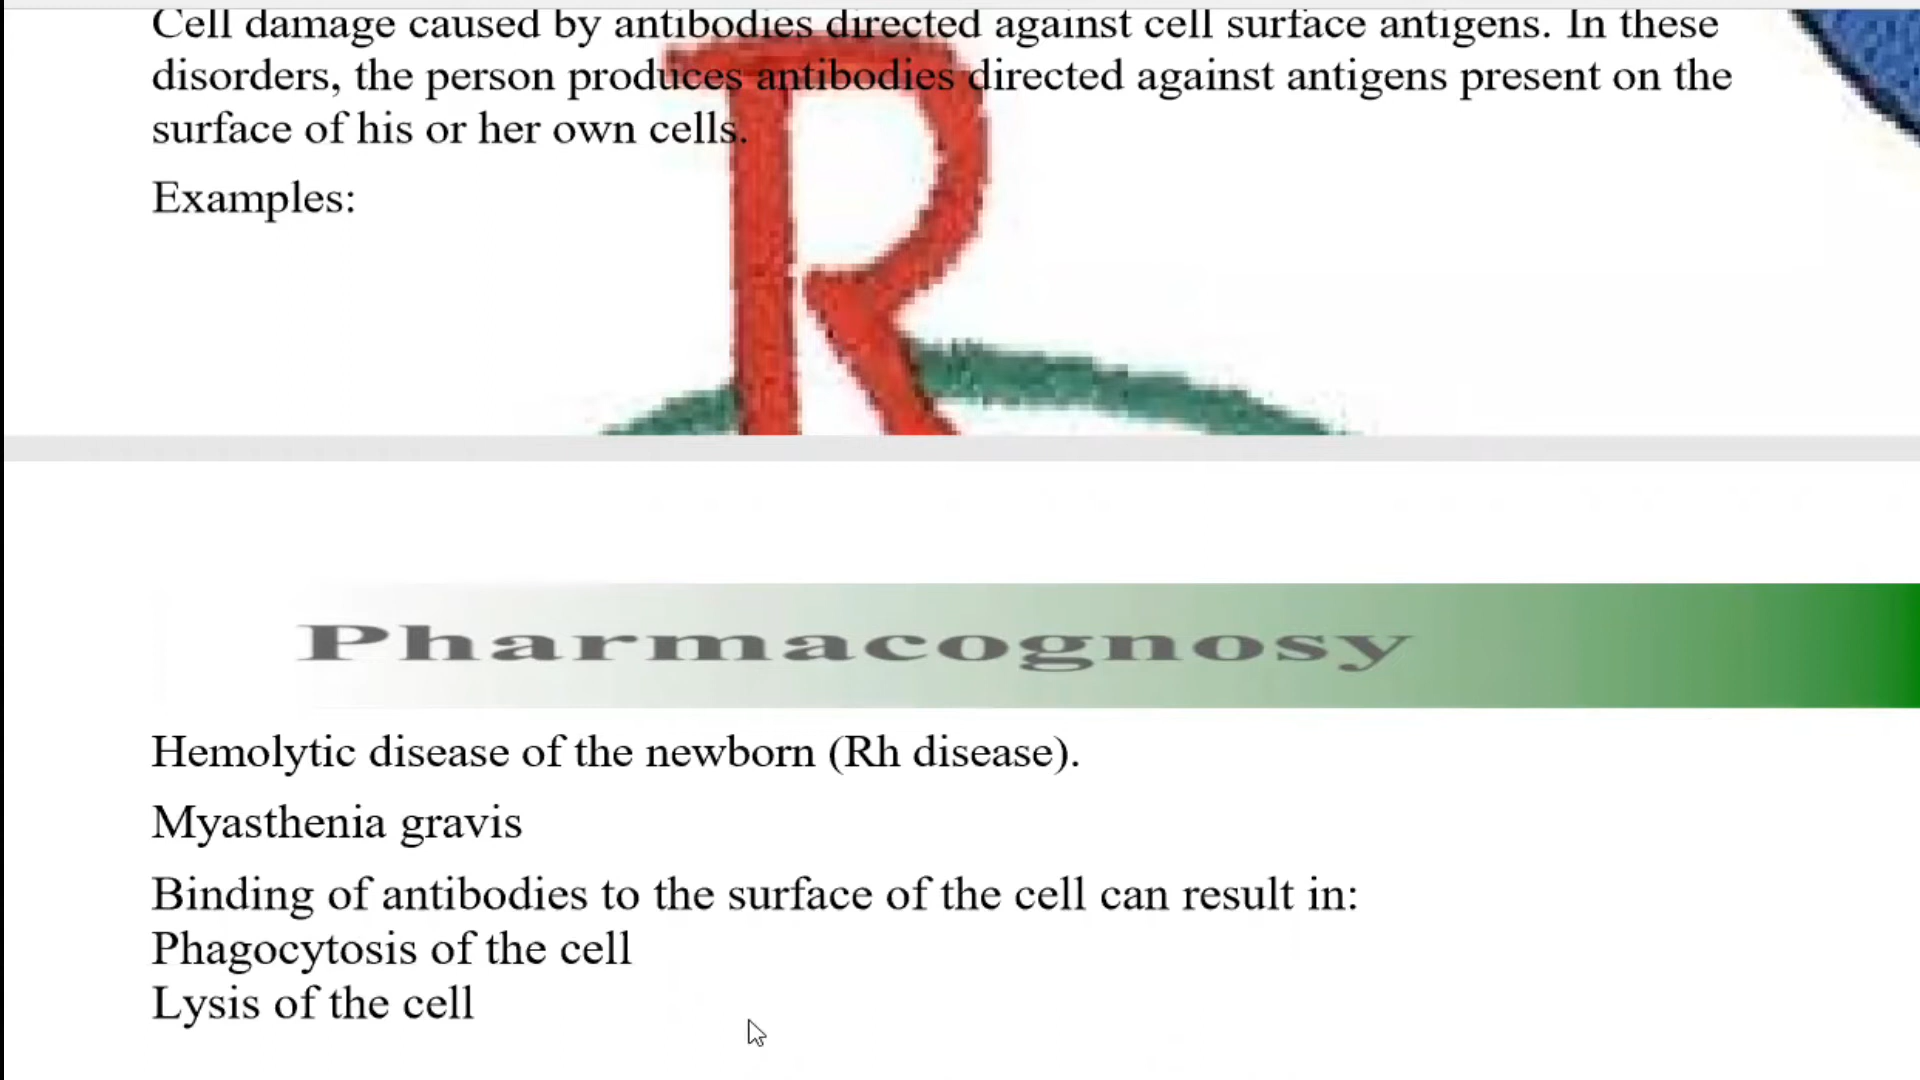 Cell damage caused by antibodies directed against cell surface antigens. In these
disorders, the person produces antibodies directed against antigens present on the
surface of his or her own cells.
Examples:
R
Pharmacognosy
Hemolytic disease of the newborn (Rh disease).
Myasthenia gravis
Binding of antibodies to the surface of the cell can result in:
Phagocytosis of the cell
Lysis of the cell